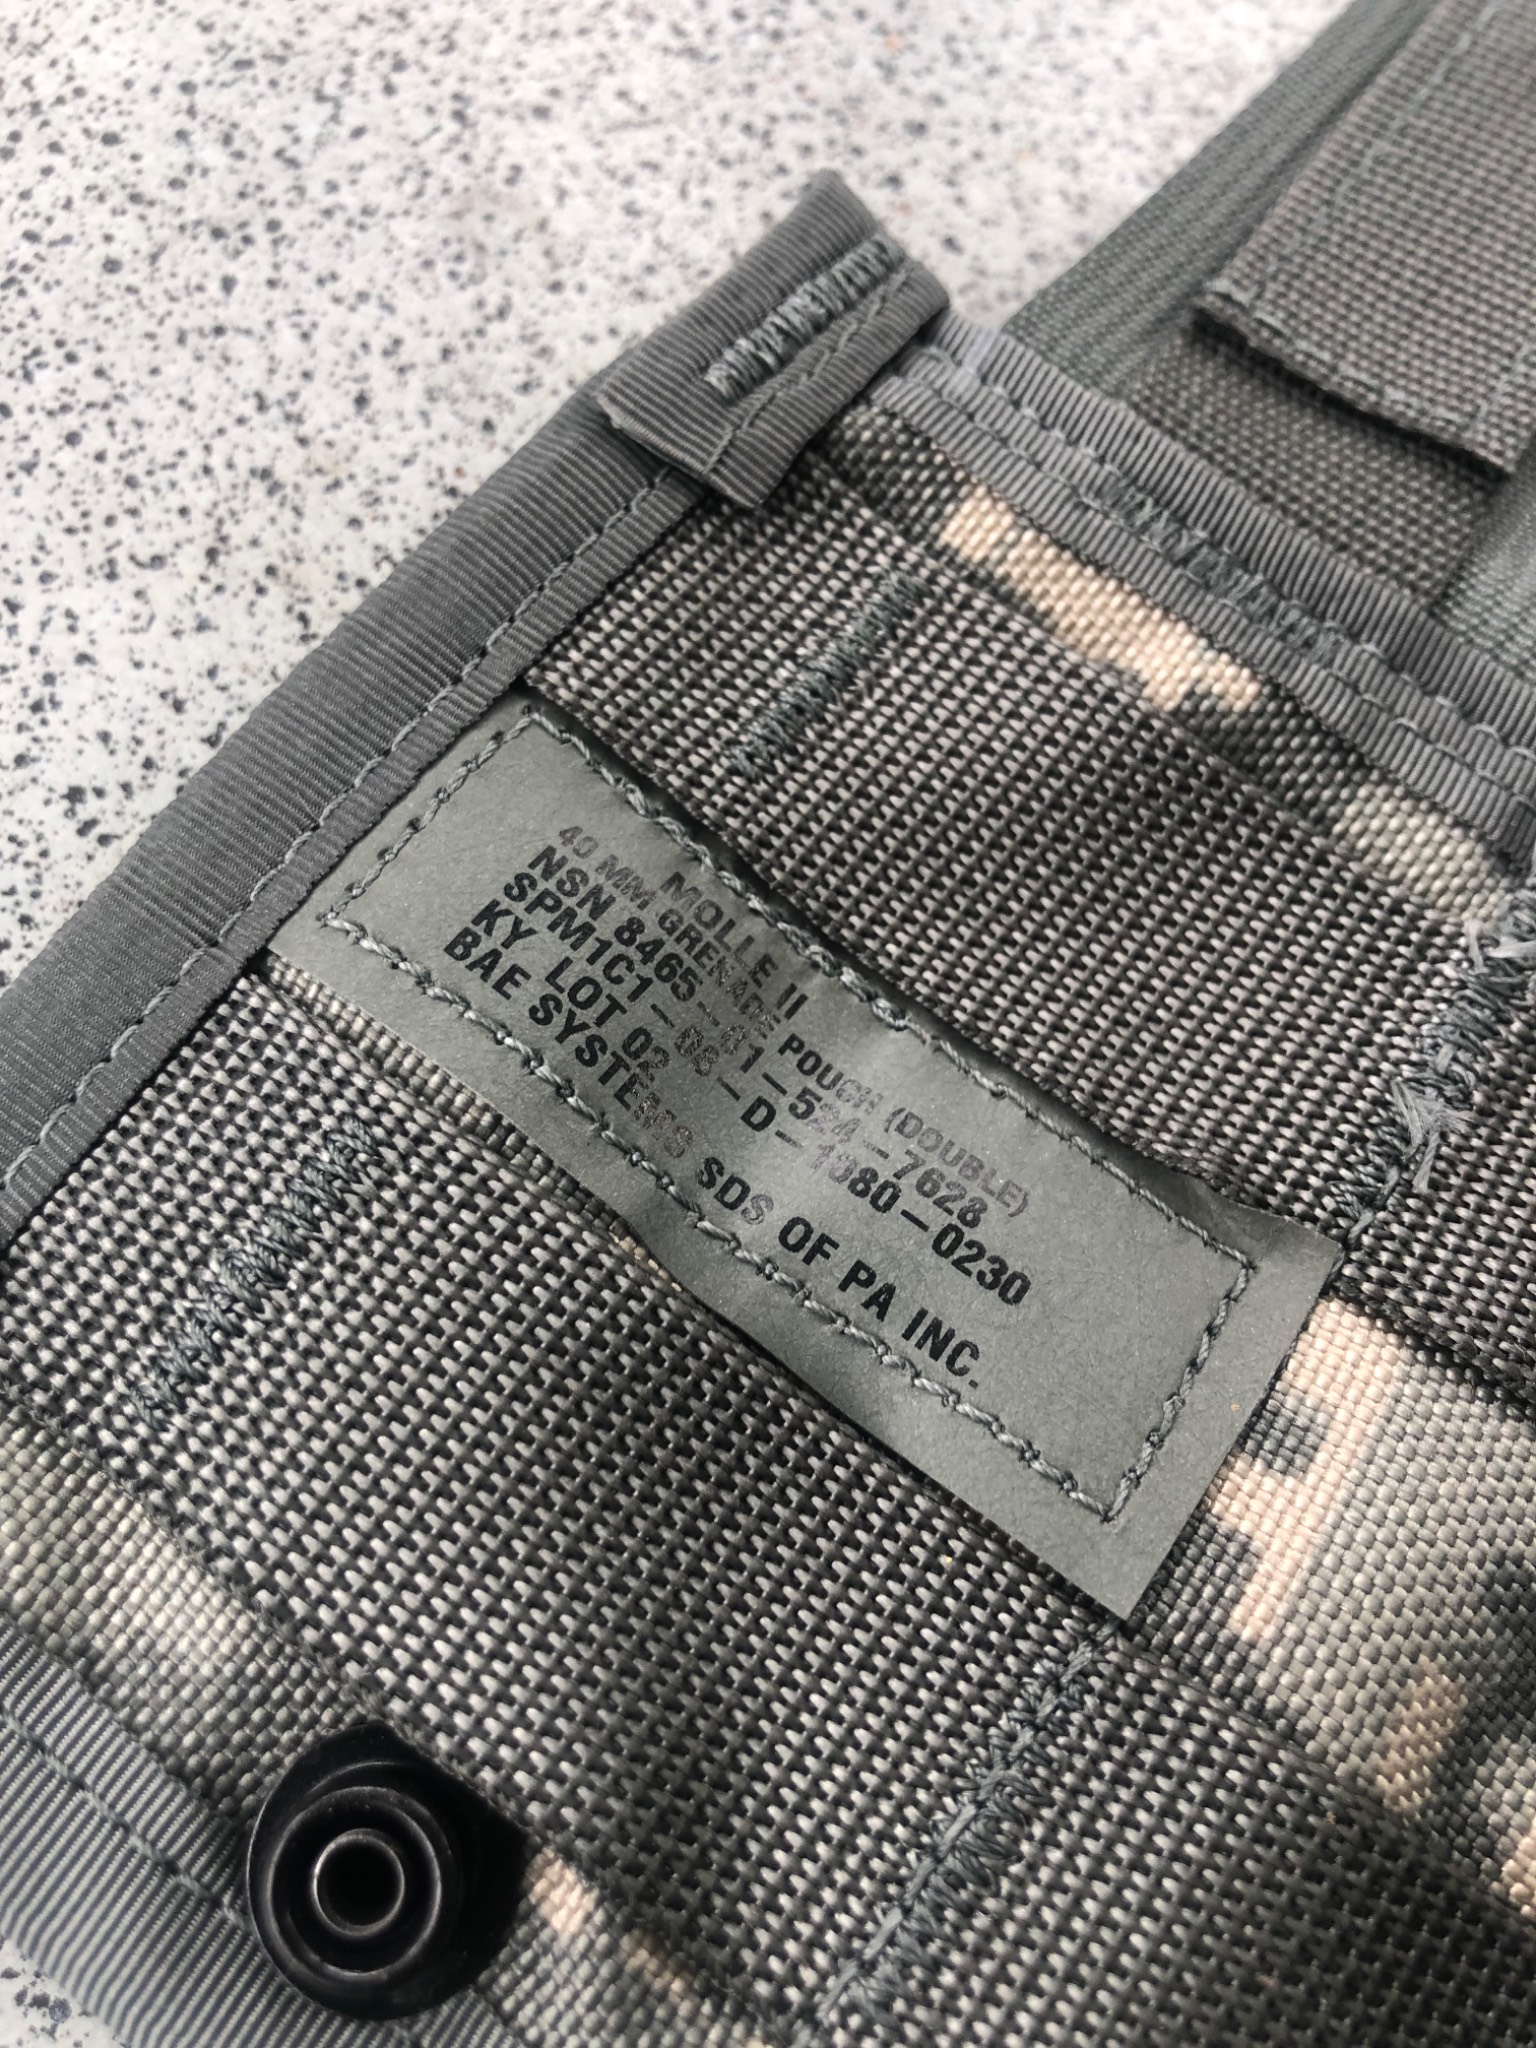 MOLLE II
40 MM GRENADE POUCH (DOUBLE)
NSN 8465-01-524-7628
SPM1C1-08-D-1080-0230
KY LOT 02
BAE SYSTEMS SDS OF PA INC.